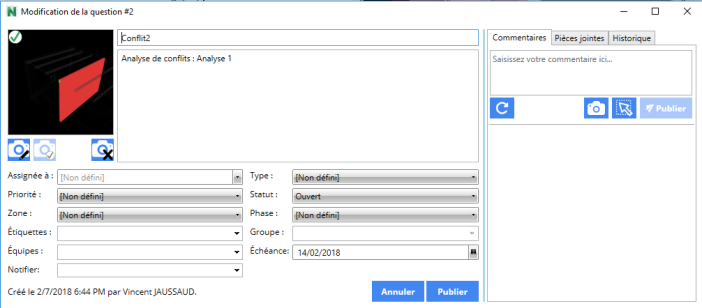 Modification de la question #2
Conflit2
Analyse de conflits : Analyse 1
Assignée à : [Non défini] Type : [Non défini]
Priorité : [Non défini] Statut : Ouvert
Zone : [Non défini] Phase : [Non défini]
Étiquettes : Groupe :
Équipes : Échéance: 14/02/2018
Notifier:
Créé le 2/7/2018 6:44 PM par Vincent JAUSSAUD.
Annuler Publier
Commentaires Pièces jointes Historique
Saisissez votre commentaire ici...
Publier